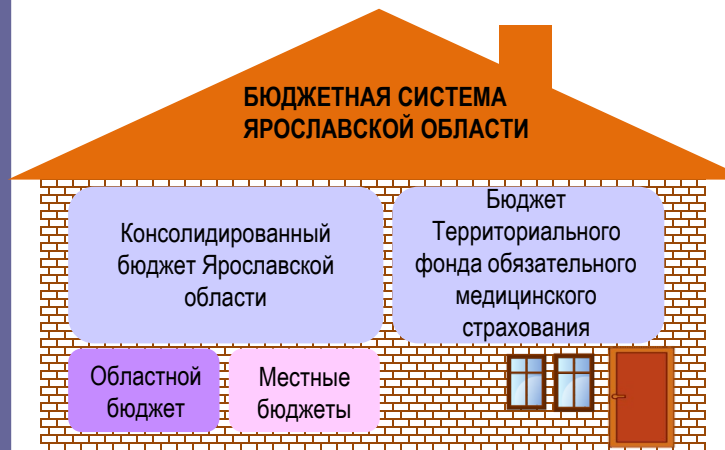 БЮДЖЕТНАЯ СИСТЕМА
ЯРОСЛАВСКОЙ ОБЛАСТИ
Консолидированный
бюджет Ярославской
области
Бюджет
Территориального
фонда обязательного
медицинского
страхования
Областной
бюджет
Местные
бюджеты